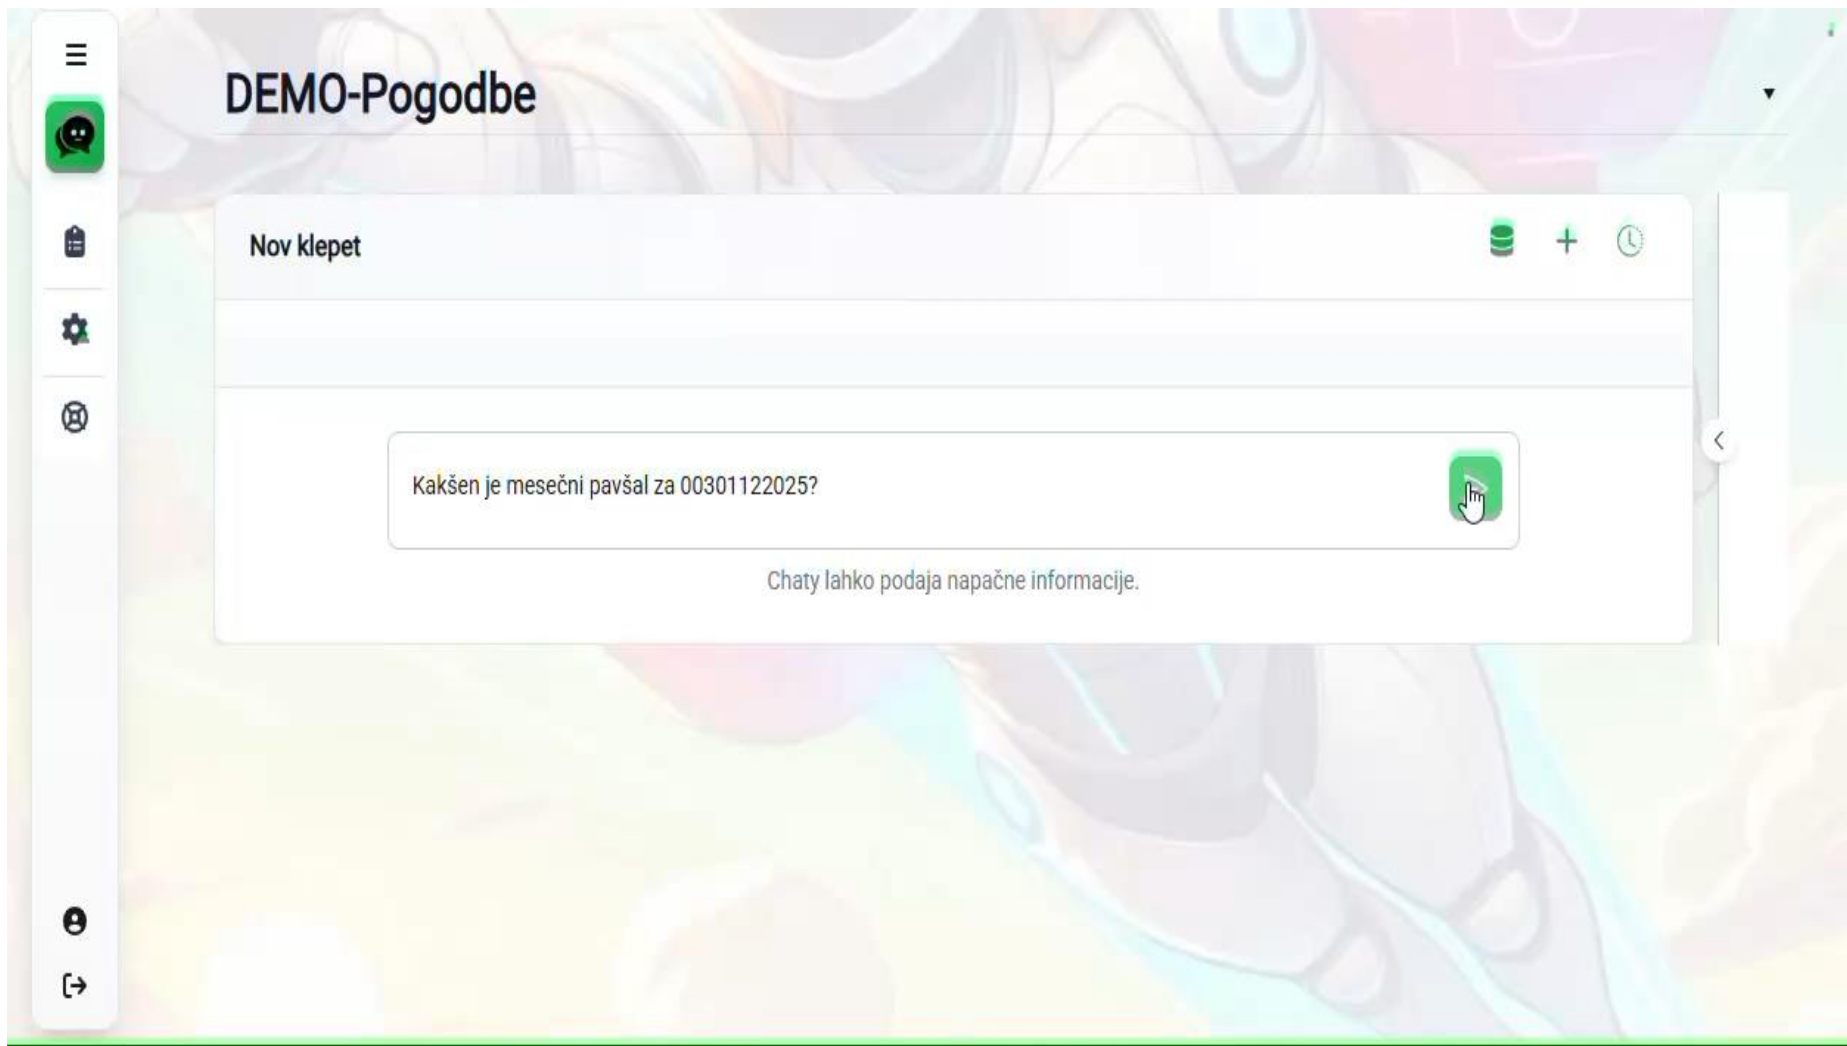 DEMO-Pogodbe
Nov klepet
Kakšen je mesečni pavšal za 00301122025?
Chaty lahko podaja napačne informacije.